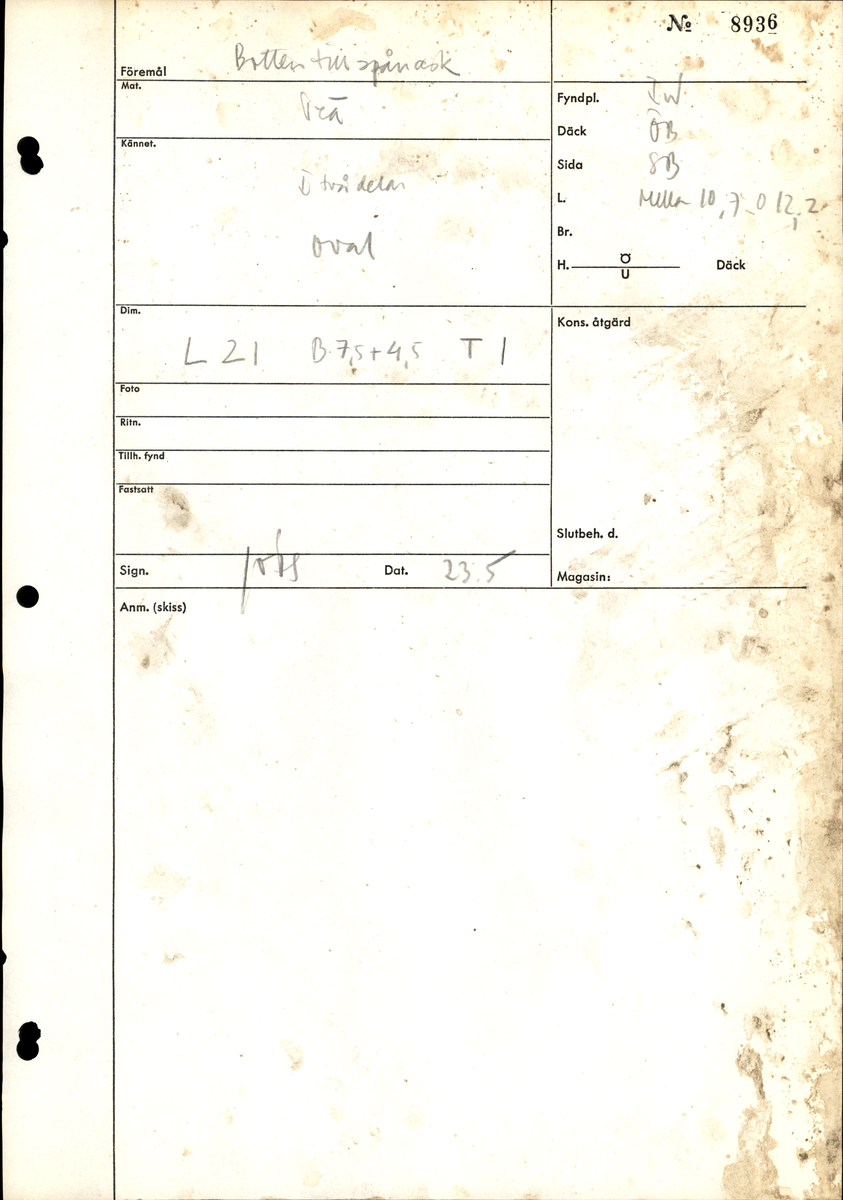 № 8936
Föremål Botten till spånask
Mat. Trä
Kännet. I två delar
oval
Fyndpl. IW
Däck ÖB
Sida SB
L. Mellan 10,7 o 12,2
Br.
H. Ö Däck
U
Dim. L 21 B 7,5 + 4,5 T 1
Kons. åtgärd
Foto
Ritn.
Tillh. fynd
Fastsatt
Slutbeh. d.
Sign. Dat. 23.5
Magasin:
Anm. (skiss)